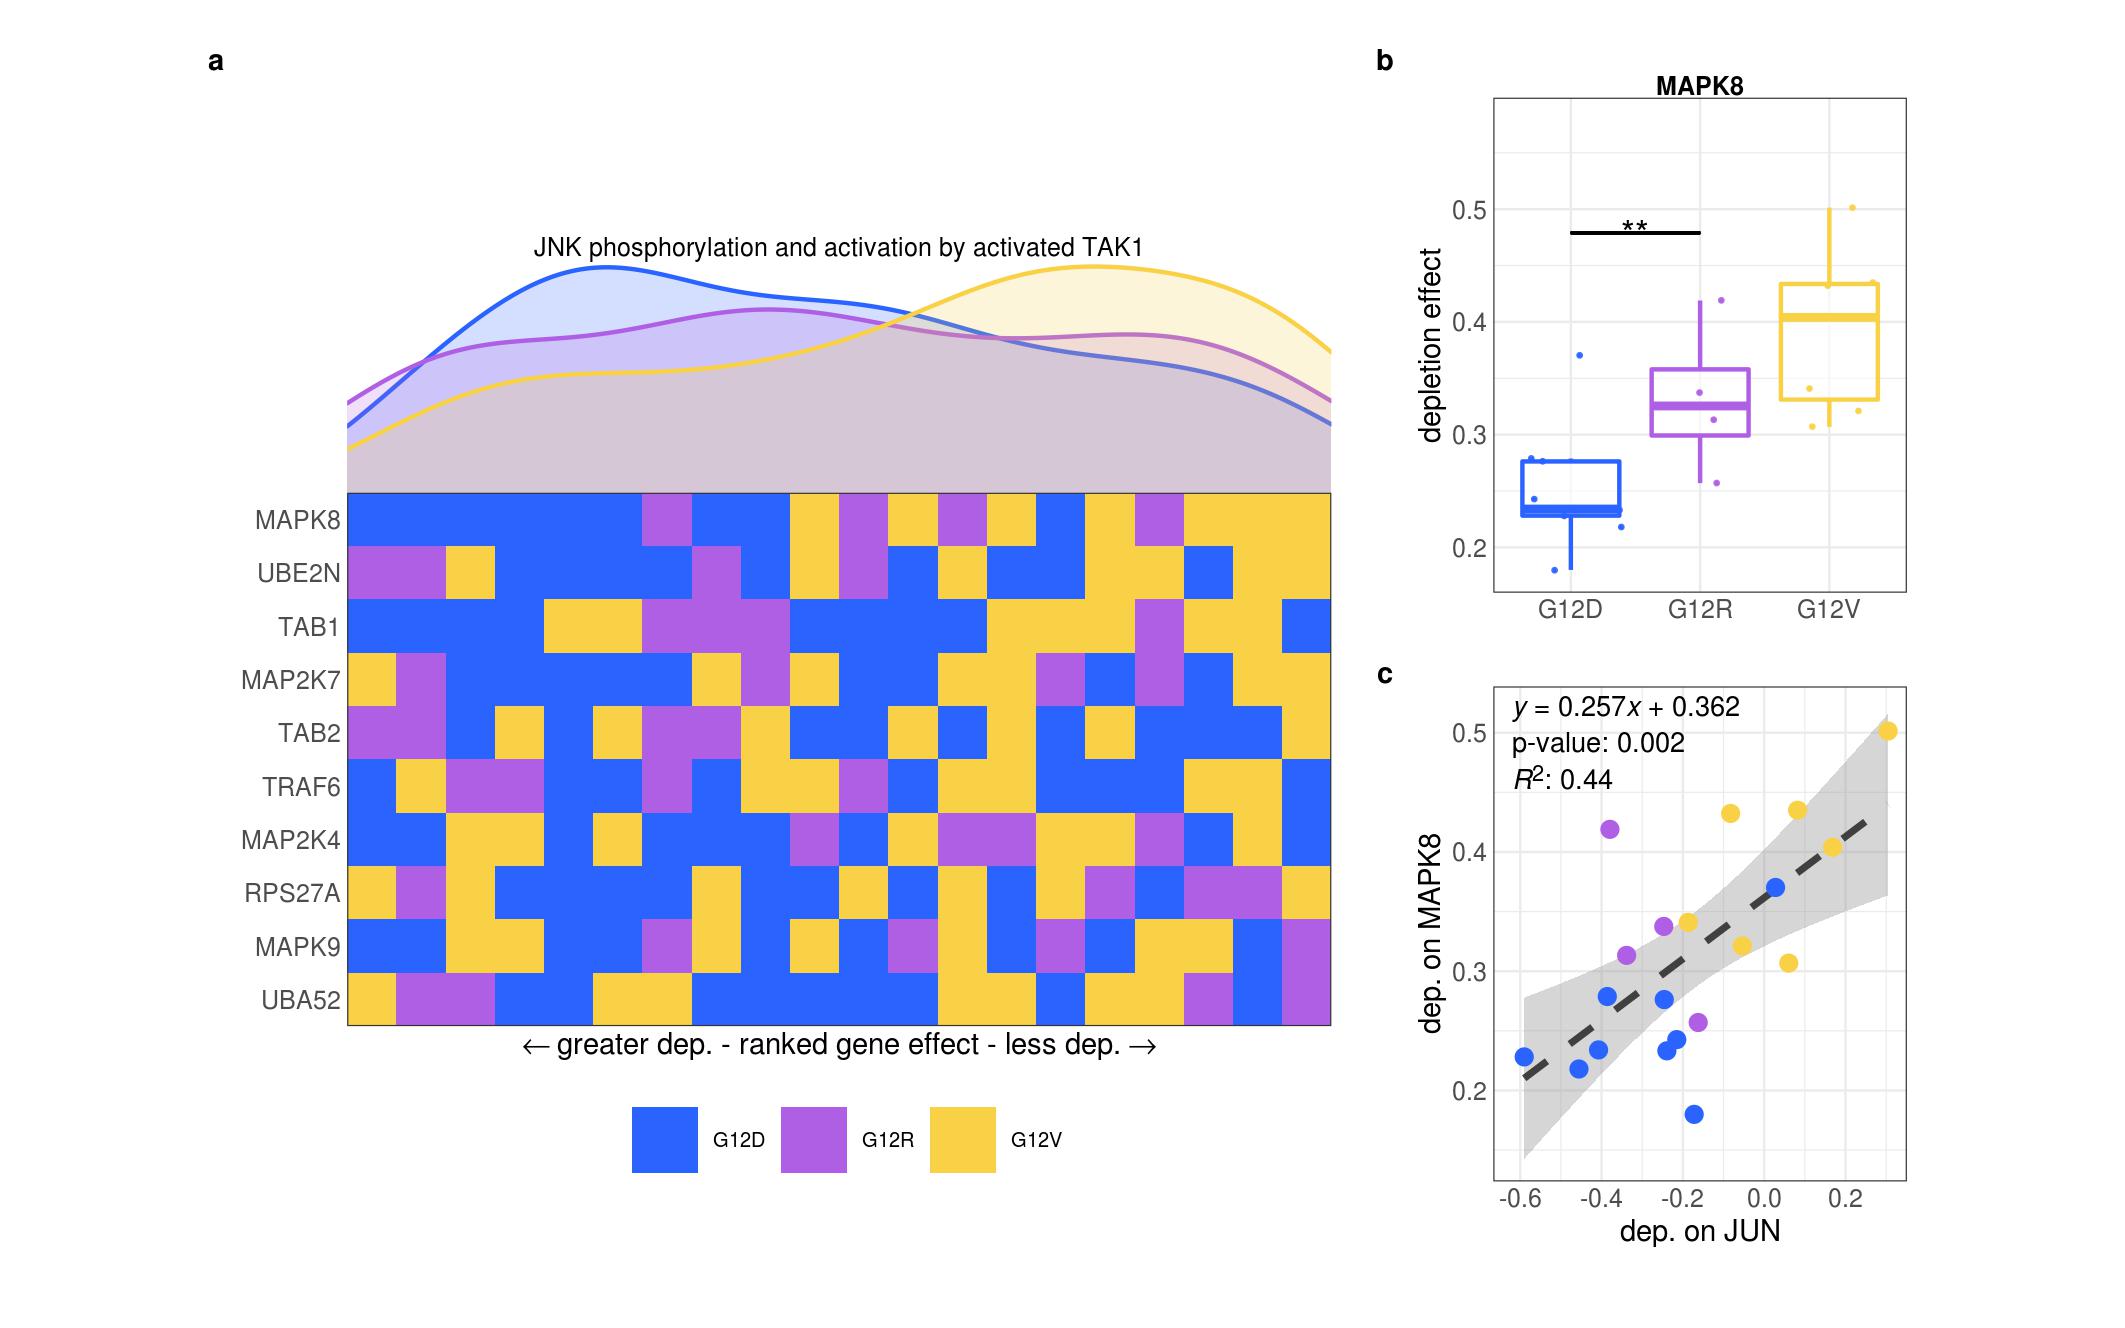 a
JNK phosphorylation and activation by activated TAK1
MAPK8
UBE2N
TAB1
MAP2K7
TAB2
TRAF6
MAP2K4
RPS27A
MAPK9
UBA52
← greater dep. - ranked gene effect - less dep. →
G12D G12R G12V
b
MAPK8
depletion effect
0.5
0.4
0.3
0.2
**
G12D G12R G12V
c
y = 0.257x + 0.362
p-value: 0.002
R²: 0.44
dep. on MAPK8
0.5
0.4
0.3
0.2
-0.6 -0.4 -0.2 0.0 0.2
dep. on JUN